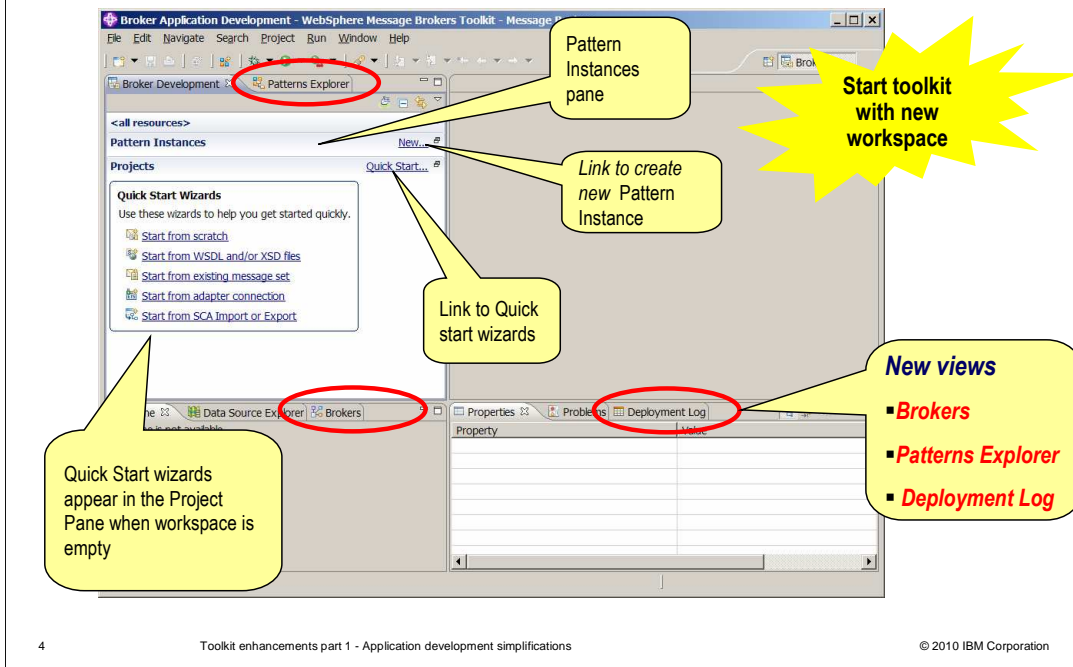 Broker Application Development - WebSphere Message Brokers Toolkit - Message
File Edit Navigate Search Project Run Window Help
Broker Development
Patterns Explorer
<all resources>
Pattern Instances
New...
Projects
Quick Start...
Quick Start Wizards
Use these wizards to help you get started quickly.
Start from scratch
Start from WSDL and/or XSD files
Start from existing message set
Start from adapter connection
Start from SCA Import or Export
Pattern
Instances
pane
Link to create
new Pattern
Instance
Link to Quick
start wizards
Start toolkit
with new
workspace
Data Source Explorer
Brokers
Properties
Problems
Deployment Log
Property
Value
is not available.
Quick Start wizards
appear in the Project
Pane when workspace is
empty
New views
▪Brokers
▪Patterns Explorer
▪ Deployment Log
4
Toolkit enhancements part 1 - Application development simplifications
© 2010 IBM Corporation